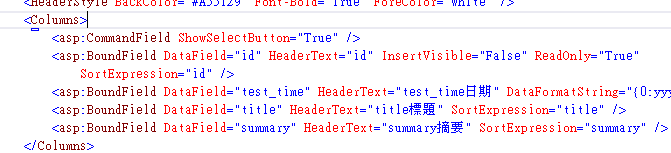 <HeaderStyle BackColor="#A55129" Font-Bold="True" ForeColor="White" />
<Columns>
<asp:CommandField ShowSelectButton="True" />
<asp:BoundField DataField="id" HeaderText="id" InsertVisible="False" ReadOnly="True"
SortExpression="id" />
<asp:BoundField DataField="test_time" HeaderText="test_time日期" DataFormatString="{0:yyy
<asp:BoundField DataField="title" HeaderText="title標題" SortExpression="title" />
<asp:BoundField DataField="summary" HeaderText="summary摘要" SortExpression="summary" />
</Columns>